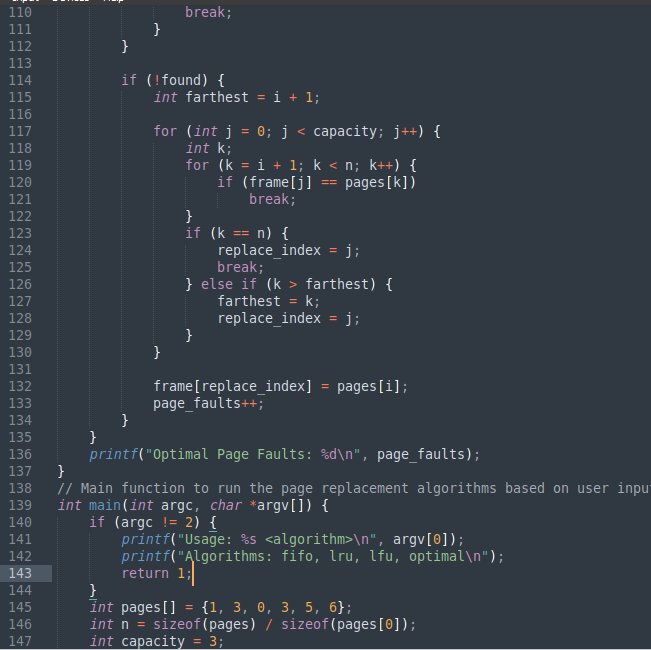 110 break;
111 }
112 }
113
114 if (!found) {
115 int farthest = i + 1;
116
117 for (int j = 0; j < capacity; j++) {
118 int k;
119 for (k = i + 1; k < n; k++) {
120 if (frame[j] == pages[k])
121 break;
122 }
123 if (k == n) {
124 replace_index = j;
125 break;
126 } else if (k > farthest) {
127 farthest = k;
128 replace_index = j;
129 }
130 }
131
132 frame[replace_index] = pages[i];
133 page_faults++;
134 }
135 }
136 printf("Optimal Page Faults: %d\n", page_faults);
137 }
138 // Main function to run the page replacement algorithms based on user inpu
139 int main(int argc, char *argv[]) {
140 if (argc != 2) {
141 printf("Usage: %s <algorithm>\n", argv[0]);
142 printf("Algorithms: fifo, lru, lfu, optimal\n");
143 return 1;
144 }
145 int pages[] = {1, 3, 0, 3, 5, 6};
146 int n = sizeof(pages) / sizeof(pages[0]);
147 int capacity = 3;